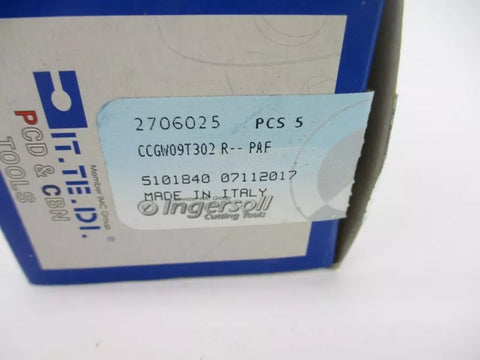 2706025 PCS 5
CCGW09T302 R-- PAF
5101840 07112017
MADE IN ITALY
Ingersoll
Cutting Tools
IT.TE.DI.
Member IMC Group
PCD & CBN
TOOLS